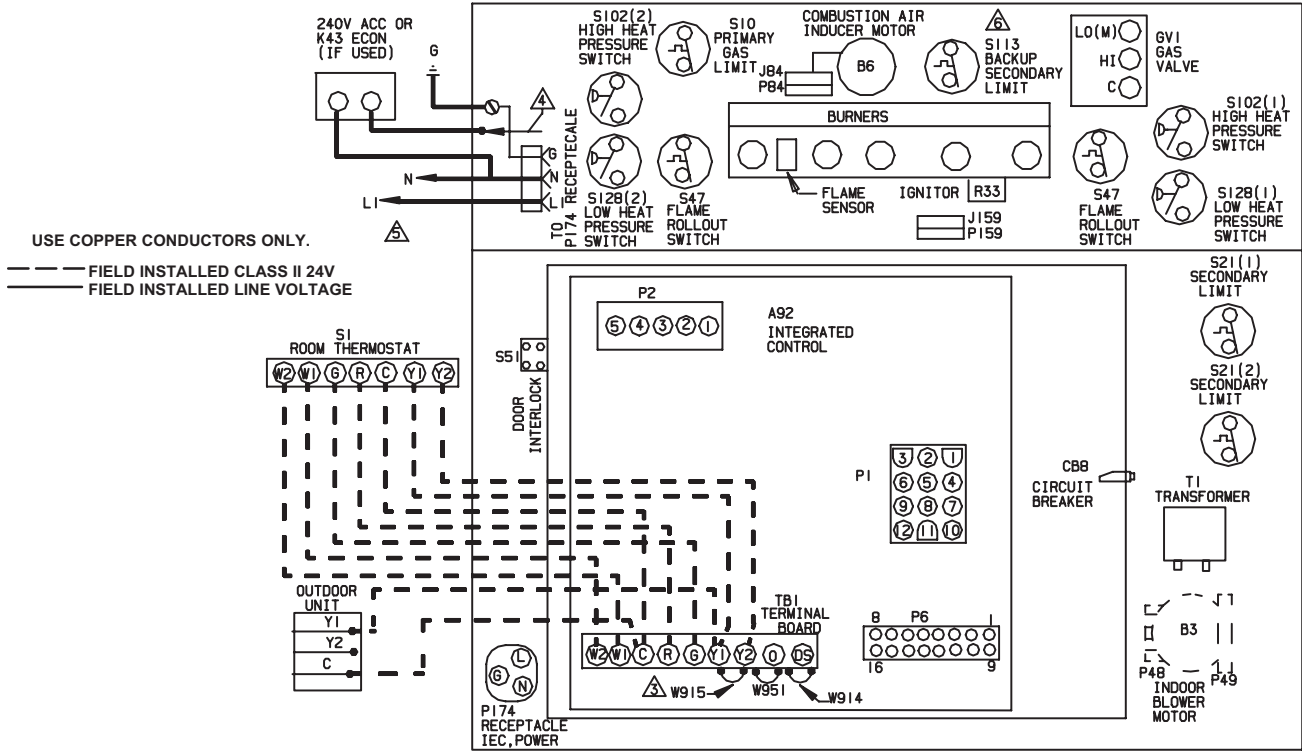 240V ACC OR
K43 ECON
(IF USED)
G
4
G
N
L1
N
L1
5
TO
P174 RECEPTECALE
S102(2)
HIGH HEAT
PRESSURE
SWITCH
S10
PRIMARY
GAS
LIMIT
COMBUSTION AIR
INDUCER MOTOR
J84
P84
B6
6
S113
BACKUP
SECONDARY
LIMIT
LO(M)
HI
C
GV1
GAS
VALVE
BURNERS
S102(1)
HIGH HEAT
PRESSURE
SWITCH
S128(2)
LOW HEAT
PRESSURE
SWITCH
S47
FLAME
ROLLOUT
SWITCH
FLAME
SENSOR
IGNITOR
R33
J159
P159
S47
FLAME
ROLLOUT
SWITCH
S128(1)
LOW HEAT
PRESSURE
SWITCH
USE COPPER CONDUCTORS ONLY.
FIELD INSTALLED CLASS II 24V
FIELD INSTALLED LINE VOLTAGE
S21(1)
SECONDARY
LIMIT
S21(2)
SECONDARY
LIMIT
P2
5 4 3 2 1
A92
INTEGRATED
CONTROL
S1
ROOM THERMOSTAT
W2 W1 G R C Y1 Y2
S51
DOOR
INTERLOCK
P1
3 2 1
6 5 4
9 8 7
12 11 10
CB8
CIRCUIT
BREAKER
T1
TRANSFORMER
OUTDOOR
UNIT
Y1
Y2
C
TB1
TERMINAL
BOARD
W2 W1 C R G Y1 Y2 O DS
3
W915
W951
W914
8 P6 1
16 9
L
G
N
P174
RECEPTACLE
IEC,POWER
B3
P48
P49
INDOOR
BLOWER
MOTOR